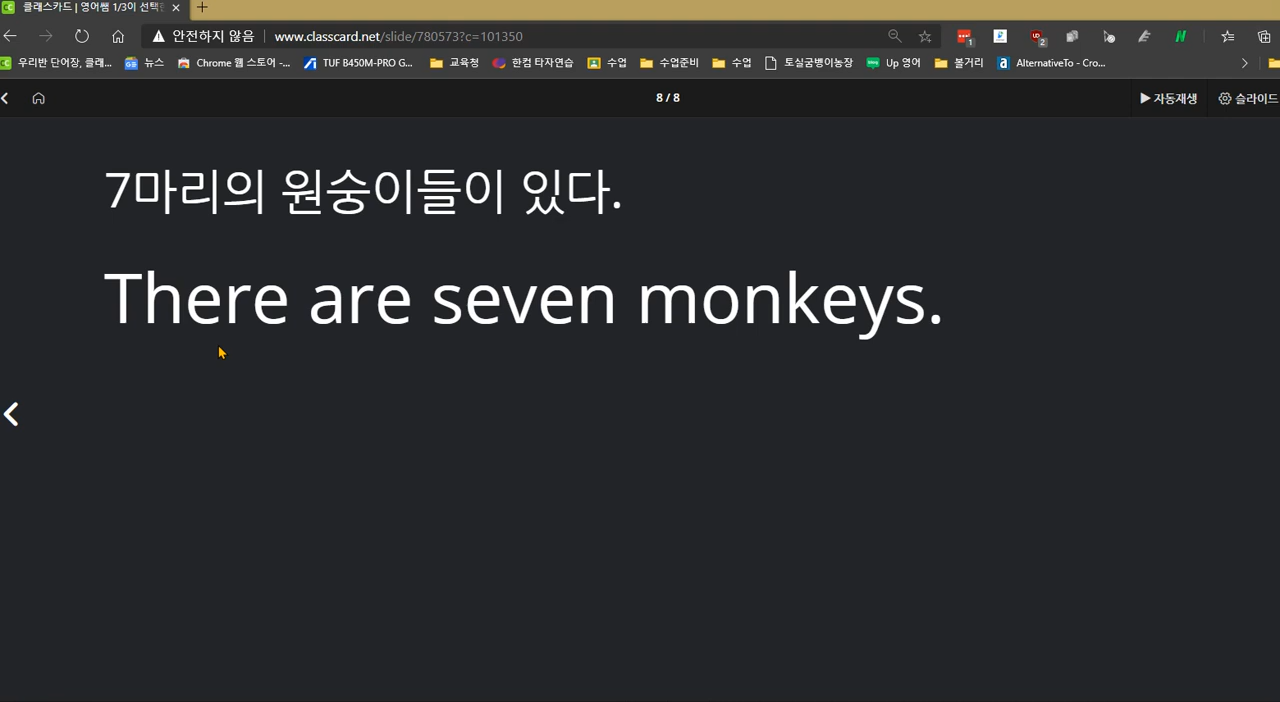 클래스카드 | 영어쌤 1/3이 선택
안전하지 않음 www.classcard.net/slide/780573?c=101350
우리반 단어장, 클래... 뉴스 Chrome 웹 스토어 -... TUF B450M-PRO G... 교육청 한컴 타자연습 수업 수업준비 수업 토실굼벵이농장 Up 영어 볼거리 AlternativeTo - Cro...
8 / 8 자동재생 슬라이드
7마리의 원숭이들이 있다.
There are seven monkeys.